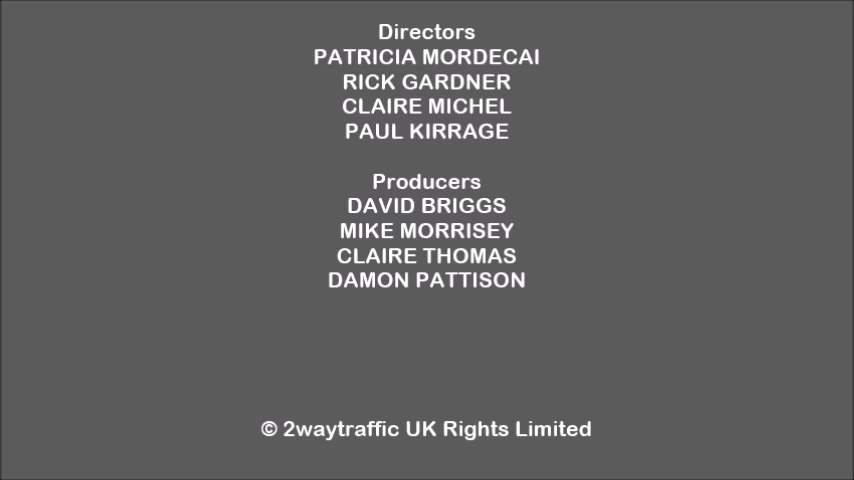 Directors
PATRICIA MORDECAI
RICK GARDNER
CLAIRE MICHEL
PAUL KIRRAGE
Producers
DAVID BRIGGS
MIKE MORRISEY
CLAIRE THOMAS
DAMON PATTISON
© 2waytraffic UK Rights Limited